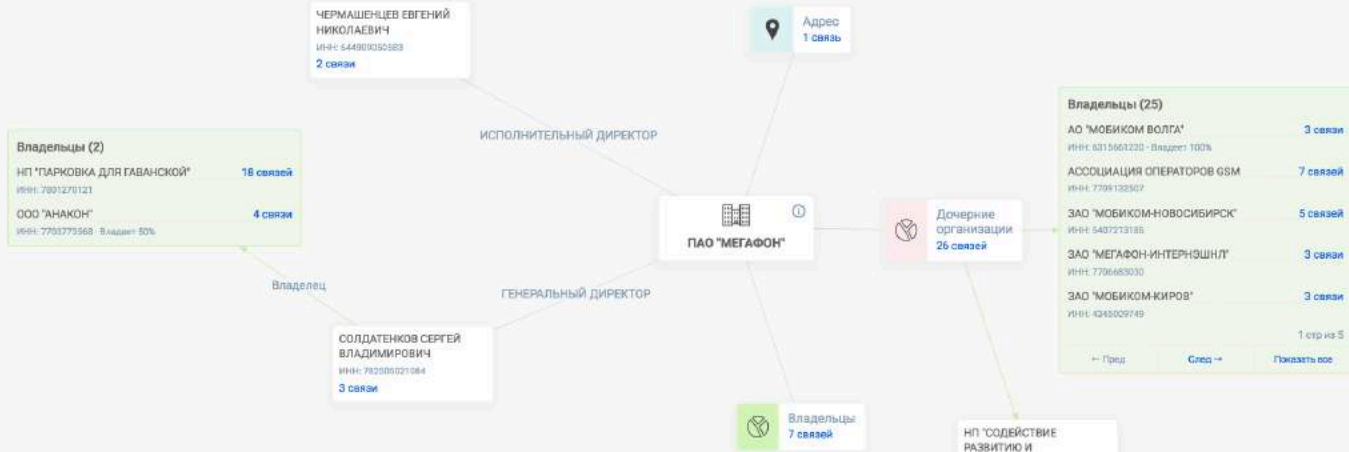 ЧЕРМАШЕНЦЕВ ЕВГЕНИЙ
НИКОЛАЕВИЧ
ИНН: 644909050583
2 связи
Адрес
1 связь
ИСПОЛНИТЕЛЬНЫЙ ДИРЕКТОР
Владельцы (2)
НП "ПАРКОВКА ДЛЯ ГАВАНСКОЙ"
18 связей
ИНН: 7801270121
ООО "АНАКОН"
4 связи
ИНН: 7703773568 · Владеет 50%
Владелец
ПАО "МЕГАФОН"
ГЕНЕРАЛЬНЫЙ ДИРЕКТОР
СОЛДАТЕНКОВ СЕРГЕЙ
ВЛАДИМИРОВИЧ
ИНН: 782506021084
3 связи
Дочерние
организации
26 связей
Владельцы (25)
АО "МОБИКОМ ВОЛГА"
3 связи
ИНН: 6315661220 · Владеет 100%
АССОЦИАЦИЯ ОПЕРАТОРОВ GSM
7 связей
ИНН: 7709132507
ЗАО "МОБИКОМ-НОВОСИБИРСК"
5 связей
ИНН: 5407213185
ЗАО "МЕГАФОН-ИНТЕРНЭШНЛ"
3 связи
ИНН: 7706683030
ЗАО "МОБИКОМ-КИРОВ"
3 связи
ИНН: 4345029749
1 стр из 5
← Пред
След →
Показать все
Владельцы
7 связей
НП "СОДЕЙСТВИЕ
РАЗВИТИЮ И